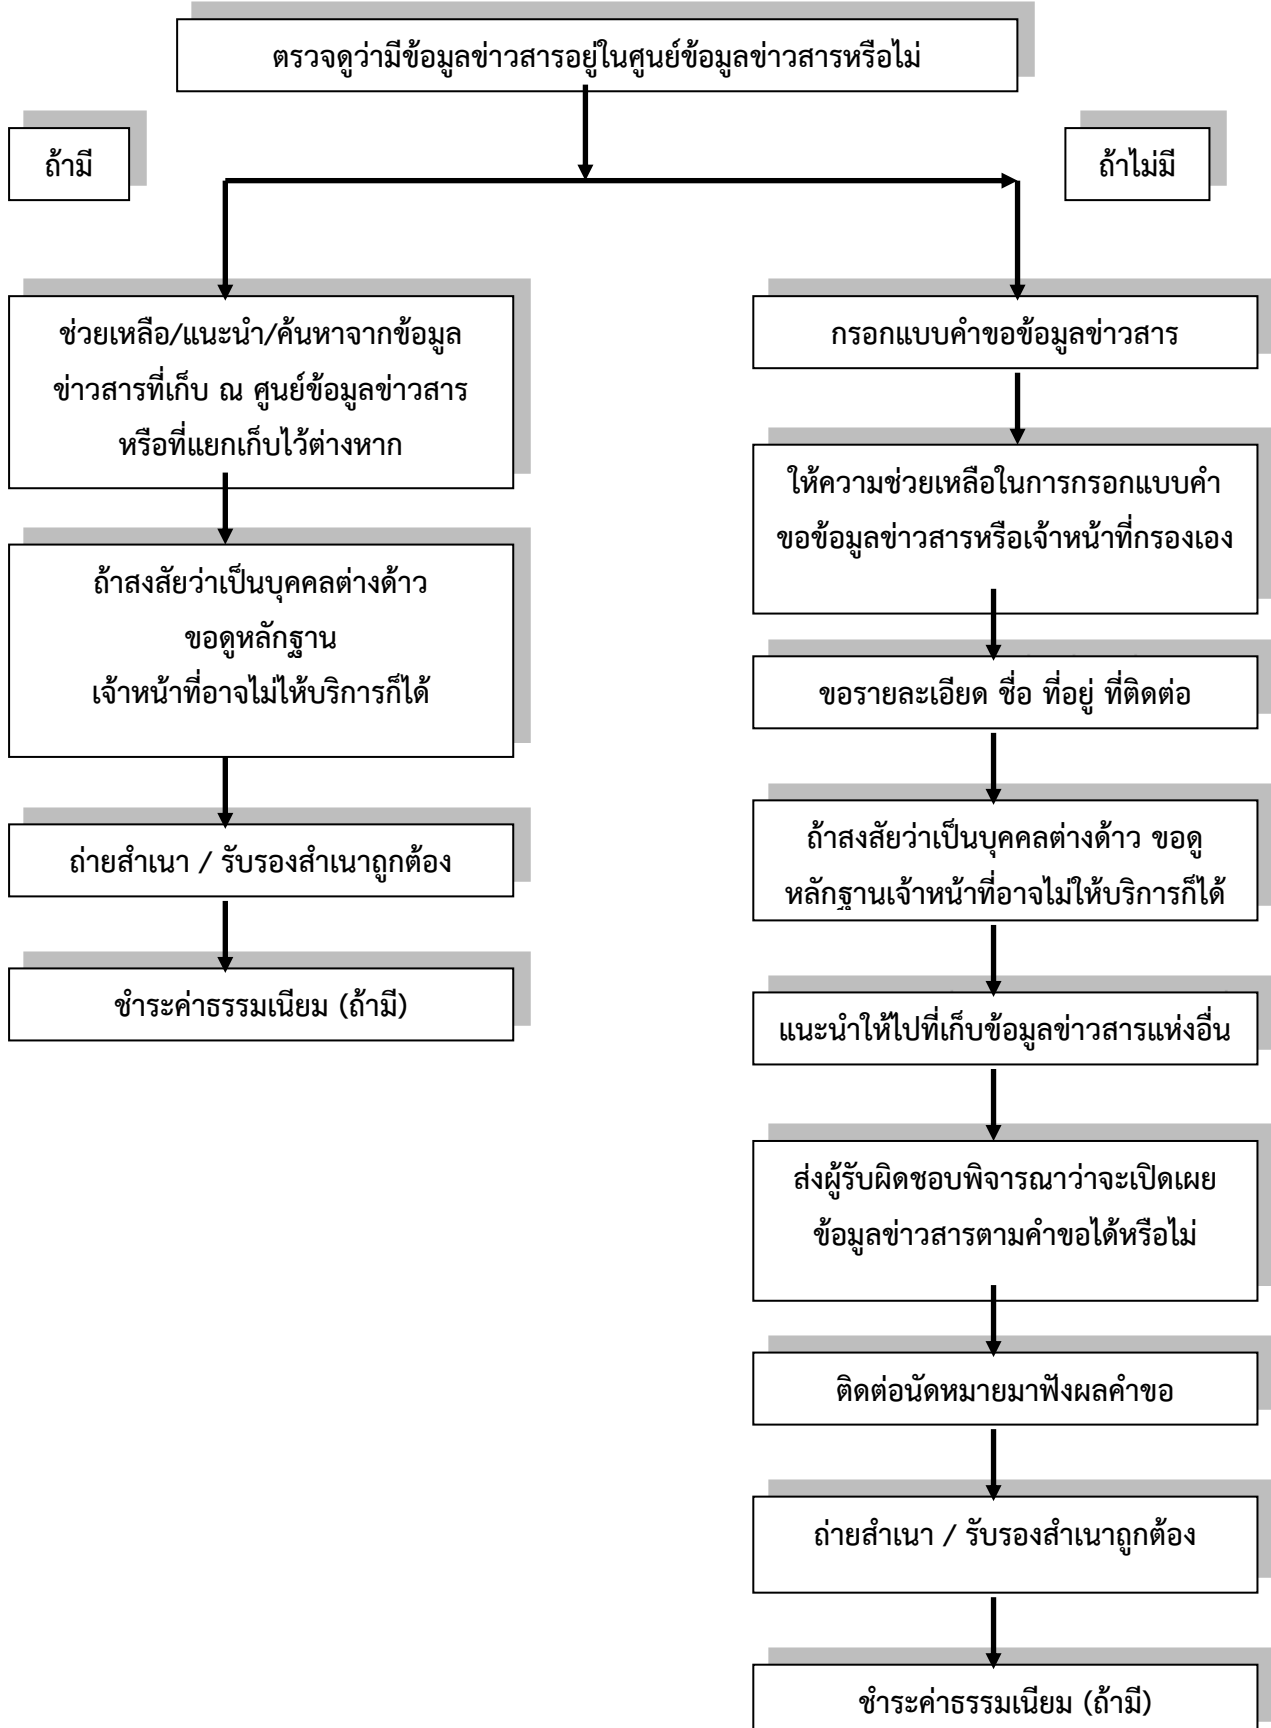 ตรวจดูว่ามีข้อมูลข่าวสารอยู่ในศูนย์ข้อมูลข่าวสารหรือไม่
ถ้ามี
ถ้าไม่มี
ช่วยเหลือ/แนะนำ/ค้นหาจากข้อมูล
ข่าวสารที่เก็บ ณ ศูนย์ข้อมูลข่าวสาร
หรือที่แยกเก็บไว้ต่างหาก
ถ้าสงสัยว่าเป็นบุคคลต่างด้าว
ขอดูหลักฐาน
เจ้าหน้าที่อาจไม่ให้บริการก็ได้
ถ่ายสำเนา / รับรองสำเนาถูกต้อง
ชำระค่าธรรมเนียม (ถ้ามี)
กรอกแบบคำขอข้อมูลข่าวสาร
ให้ความช่วยเหลือในการกรอกแบบคำ
ขอข้อมูลข่าวสารหรือเจ้าหน้าที่กรองเอง
ขอรายละเอียด ชื่อ ที่อยู่ ที่ติดต่อ
ถ้าสงสัยว่าเป็นบุคคลต่างด้าว ขอดู
หลักฐานเจ้าหน้าที่อาจไม่ให้บริการก็ได้
แนะนำให้ไปที่เก็บข้อมูลข่าวสารแห่งอื่น
ส่งผู้รับผิดชอบพิจารณาว่าจะเปิดเผย
ข้อมูลข่าวสารตามคำขอได้หรือไม่
ติดต่อนัดหมายมาฟังผลคำขอ
ถ่ายสำเนา / รับรองสำเนาถูกต้อง
ชำระค่าธรรมเนียม (ถ้ามี)